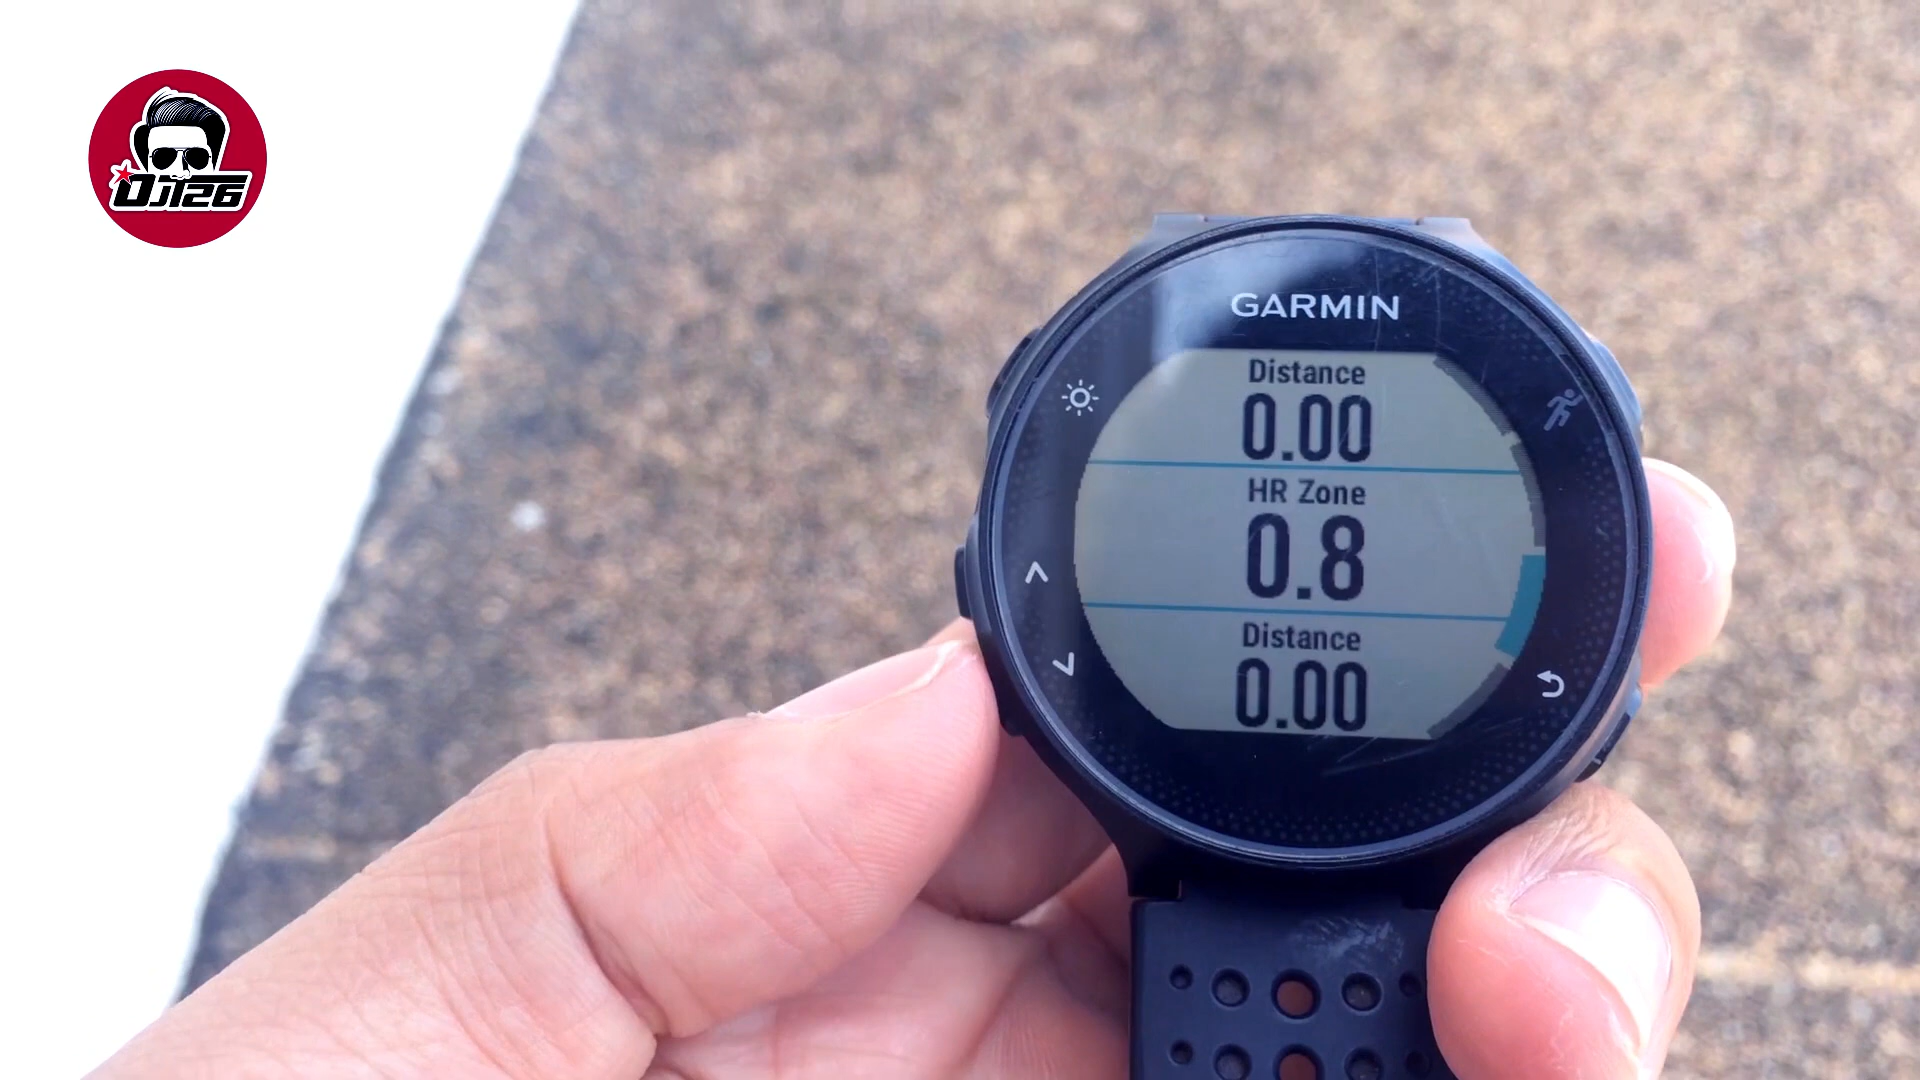 OJ126
GARMIN
Distance
0.00
HR Zone
0.8
Distance
0.00